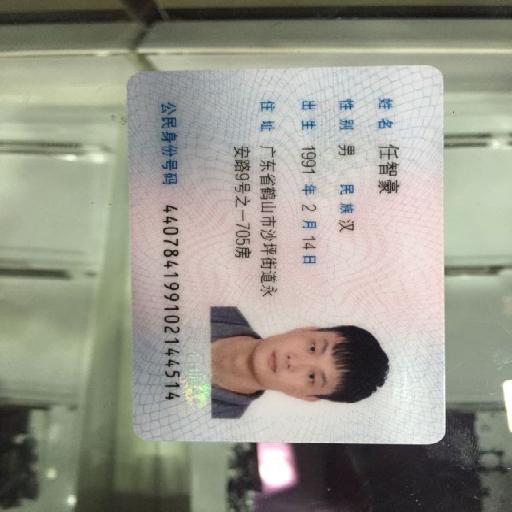 姓名 任智豪
性别 男 民族 汉
出生 1991 年 2 月 14 日
住址 广东省鹤山市沙坪街道永
安路9号之一705房
公民身份号码 440784199102144514